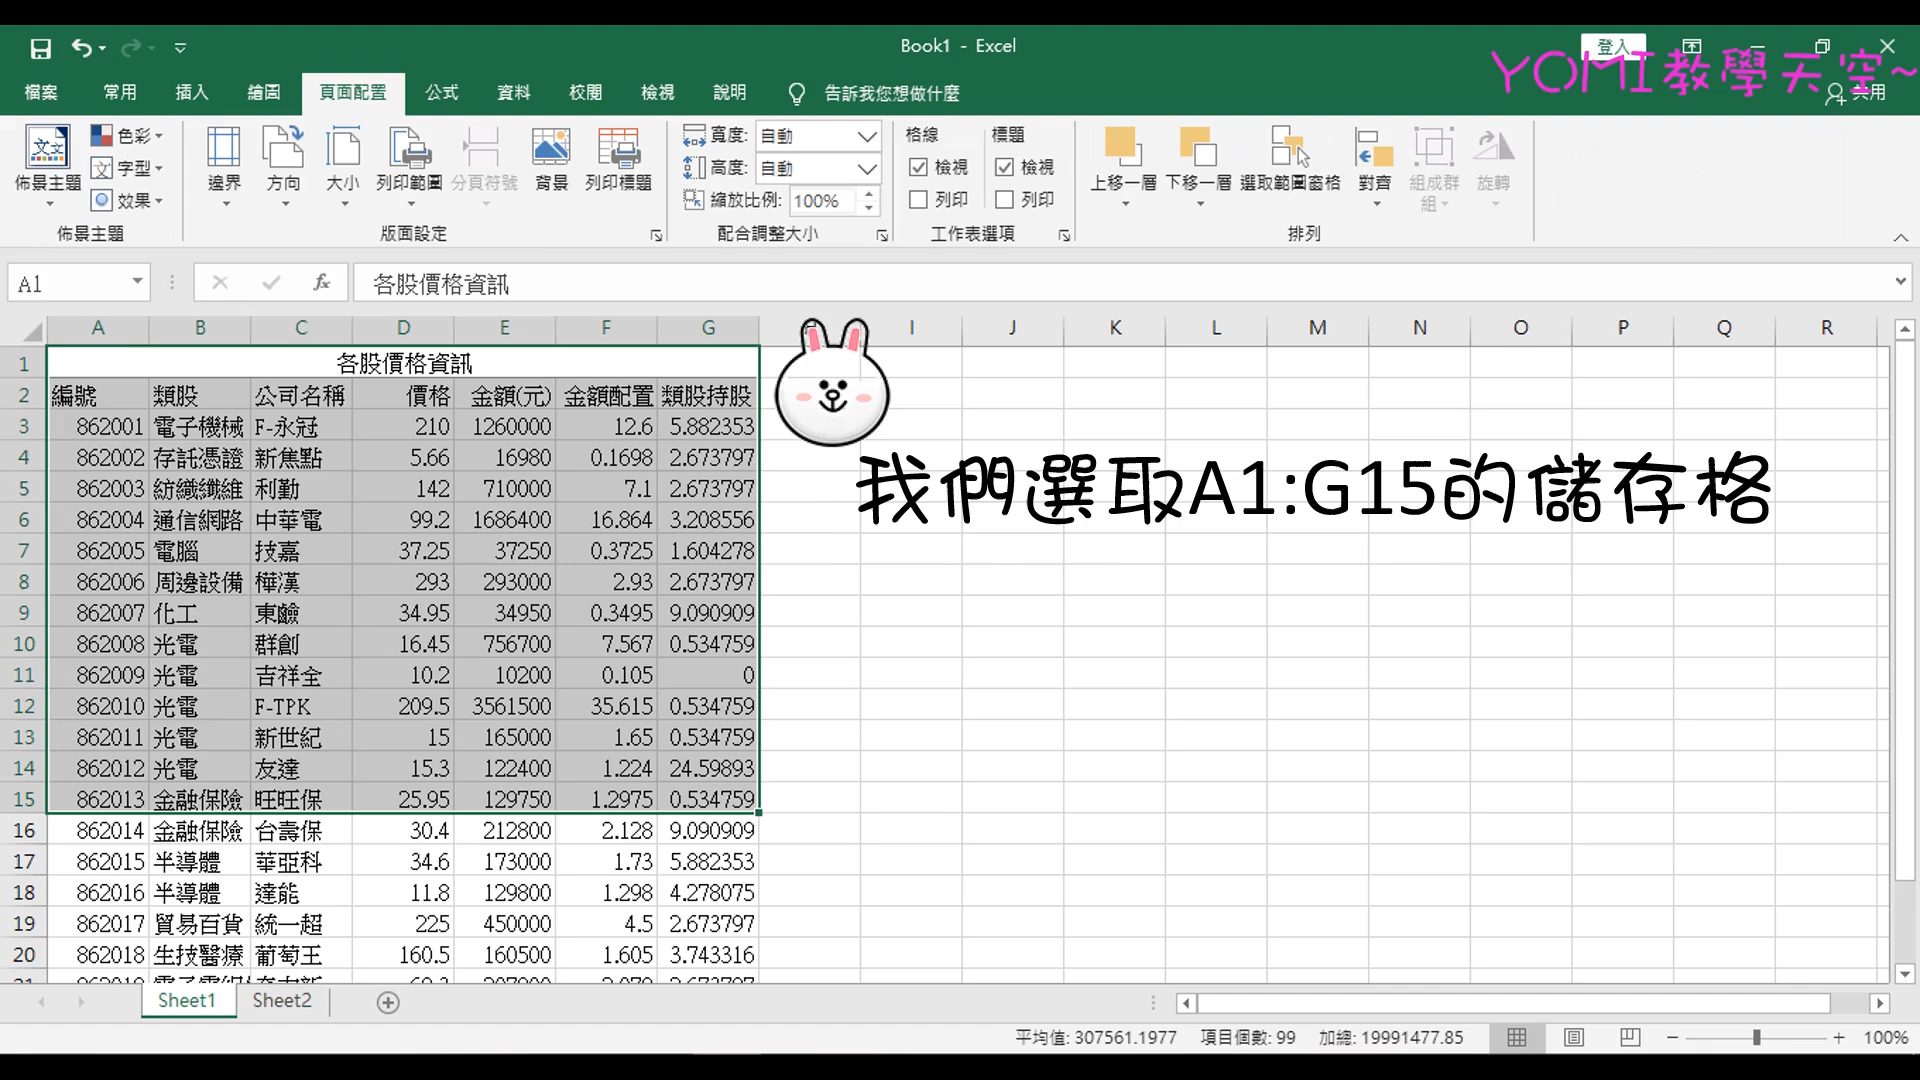 Book1 - Excel
登入
YOMI教學天空~
檔案 常用 插入 繪圖 頁面配置 公式 資料 校閱 檢視 說明 告訴我您想做什麼 共用
佈景主題 色彩 字型 效果
邊界 方向 大小 列印範圍 分頁符號 背景 列印標題
寬度: 自動
高度: 自動
縮放比例: 100%
格線 標題
檢視 檢視
列印 列印
上移一層 下移一層 選取範圍窗格 對齊 組成群組 旋轉
佈景主題 版面設定 配合調整大小 工作表選項 排列
A1 fx 各股價格資訊
A B C D E F G H I J K L M N O P Q R
1 各股價格資訊
2 編號 類股 公司名稱 價格 金額(元) 金額配置 類股持股
3 862001 電子機械 F-永冠 210 1260000 12.6 5.882353
4 862002 存託憑證 新焦點 5.66 16980 0.1698 2.673797
5 862003 紡織纖維 利勤 142 710000 7.1 2.673797
6 862004 通信網路 中華電 99.2 1686400 16.864 3.208556
7 862005 電腦 技嘉 37.25 37250 0.3725 1.604278
8 862006 周邊設備 樺漢 293 293000 2.93 2.673797
9 862007 化工 東鹼 34.95 34950 0.3495 9.090909
10 862008 光電 群創 16.45 756700 7.567 0.534759
11 862009 光電 吉祥全 10.2 10200 0.105 0
12 862010 光電 F-TPK 209.5 3561500 35.615 0.534759
13 862011 光電 新世紀 15 165000 1.65 0.534759
14 862012 光電 友達 15.3 122400 1.224 24.59893
15 862013 金融保險 旺旺保 25.95 129750 1.2975 0.534759
16 862014 金融保險 台壽保 30.4 212800 2.128 9.090909
17 862015 半導體 華亞科 34.6 173000 1.73 5.882353
18 862016 半導體 達能 11.8 129800 1.298 4.278075
19 862017 貿易百貨 統一超 225 450000 4.5 2.673797
20 862018 生技醫療 葡萄王 160.5 160500 1.605 3.743316
我們選取A1:G15的儲存格
Sheet1 Sheet2
平均值: 307561.1977 項目個數: 99 加總: 19991477.85 100%